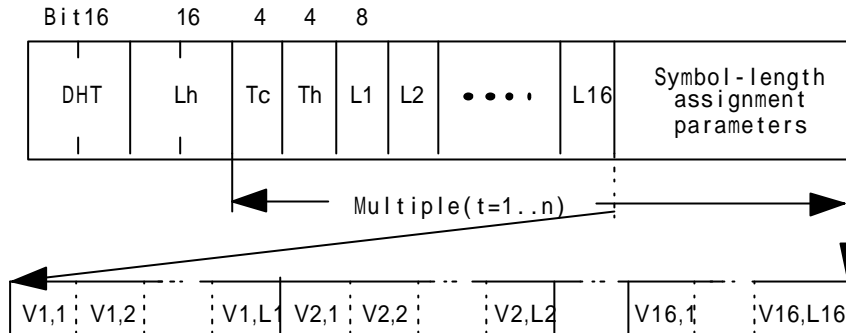 Bit16 16 4 4 8
DHT Lh Tc Th L1 L2 •••• L16 Symbol-length
assignment
parameters
Multiple(t=1..n)
V1,1 V1,2 V1,L1 V2,1 V2,2 V2,L2 V16,1 V16,L16